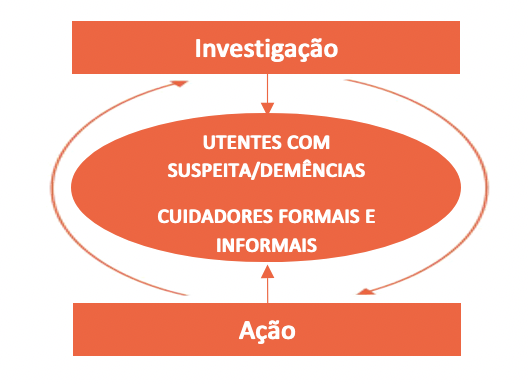 Investigação
UTENTES COM
SUSPEITA/DEMÊNCIAS
CUIDADORES FORMAIS E
INFORMAIS
Ação